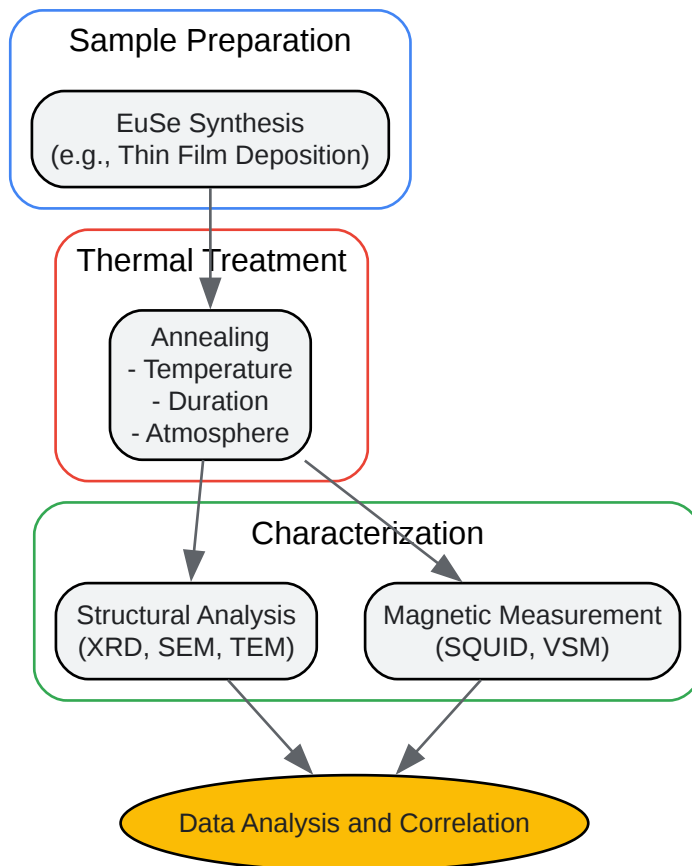 Sample Preparation
EuSe Synthesis
(e.g., Thin Film Deposition)
Thermal Treatment
Annealing
- Temperature
- Duration
- Atmosphere
Characterization
Structural Analysis
(XRD, SEM, TEM)
Magnetic Measurement
(SQUID, VSM)
Data Analysis and Correlation